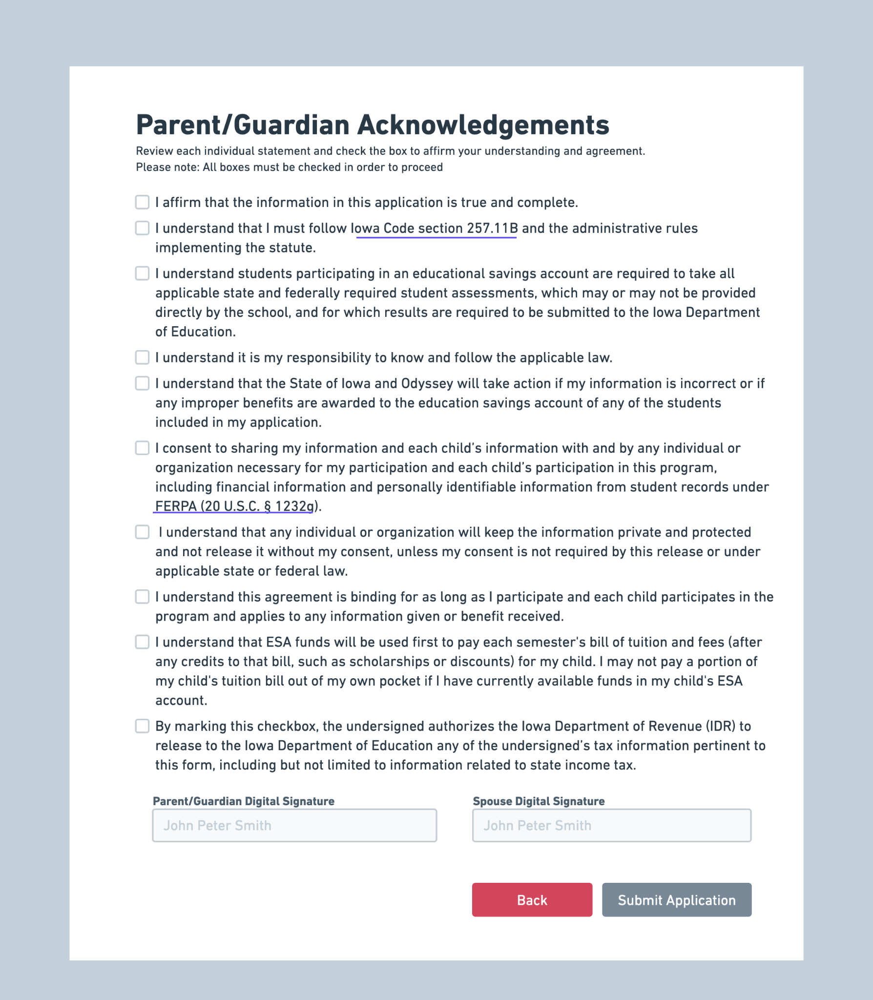 Parent/Guardian Acknowledgements
Review each individual statement and check the box to affirm your understanding and agreement.
Please note: All boxes must be checked in order to proceed
I affirm that the information in this application is true and complete.
I understand that I must follow Iowa Code section 257.11B and the administrative rules
implementing the statute.
I understand students participating in an educational savings account are required to take all
applicable state and federally required student assessments, which may or may not be provided
directly by the school, and for which results are required to be submitted to the Iowa Department
of Education.
I understand it is my responsibility to know and follow the applicable law.
I understand that the State of Iowa and Odyssey will take action if my information is incorrect or if
any improper benefits are awarded to the education savings account of any of the students
included in my application.
I consent to sharing my information and each child’s information with and by any individual or
organization necessary for my participation and each child’s participation in this program,
including financial information and personally identifiable information from student records under
FERPA (20 U.S.C. § 1232g).
I understand that any individual or organization will keep the information private and protected
and not release it without my consent, unless my consent is not required by this release or under
applicable state or federal law.
I understand this agreement is binding for as long as I participate and each child participates in the
program and applies to any information given or benefit received.
I understand that ESA funds will be used first to pay each semester's bill of tuition and fees (after
any credits to that bill, such as scholarships or discounts) for my child. I may not pay a portion of
my child's tuition bill out of my own pocket if I have currently available funds in my child's ESA
account.
By marking this checkbox, the undersigned authorizes the Iowa Department of Revenue (IDR) to
release to the Iowa Department of Education any of the undersigned’s tax information pertinent to
this form, including but not limited to information related to state income tax.
Parent/Guardian Digital Signature
John Peter Smith
Spouse Digital Signature
John Peter Smith
Back
Submit Application